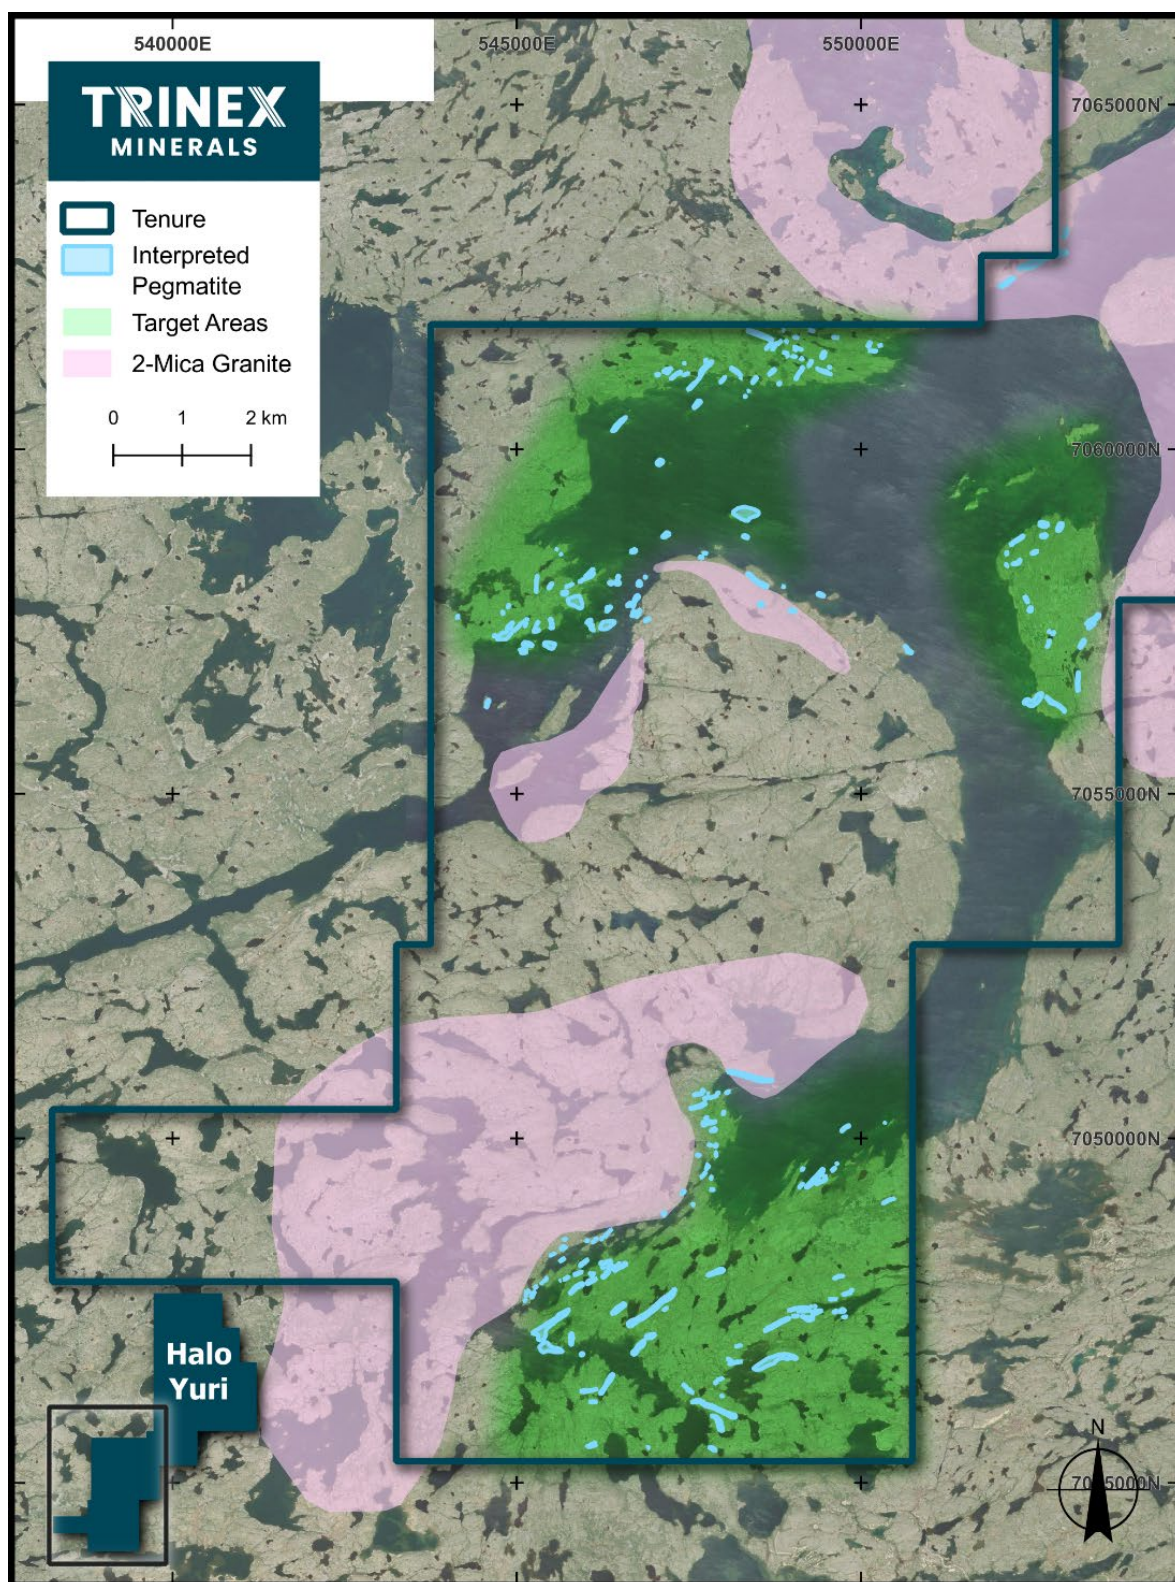 540000E
545000E
550000E
TRINEX
MINERALS
7065000N
Tenure
Interpreted
Pegmatite
Target Areas
2-Mica Granite
0 1 2 km
7060000N
7055000N
7050000N
Halo
Yuri
N
7045000N